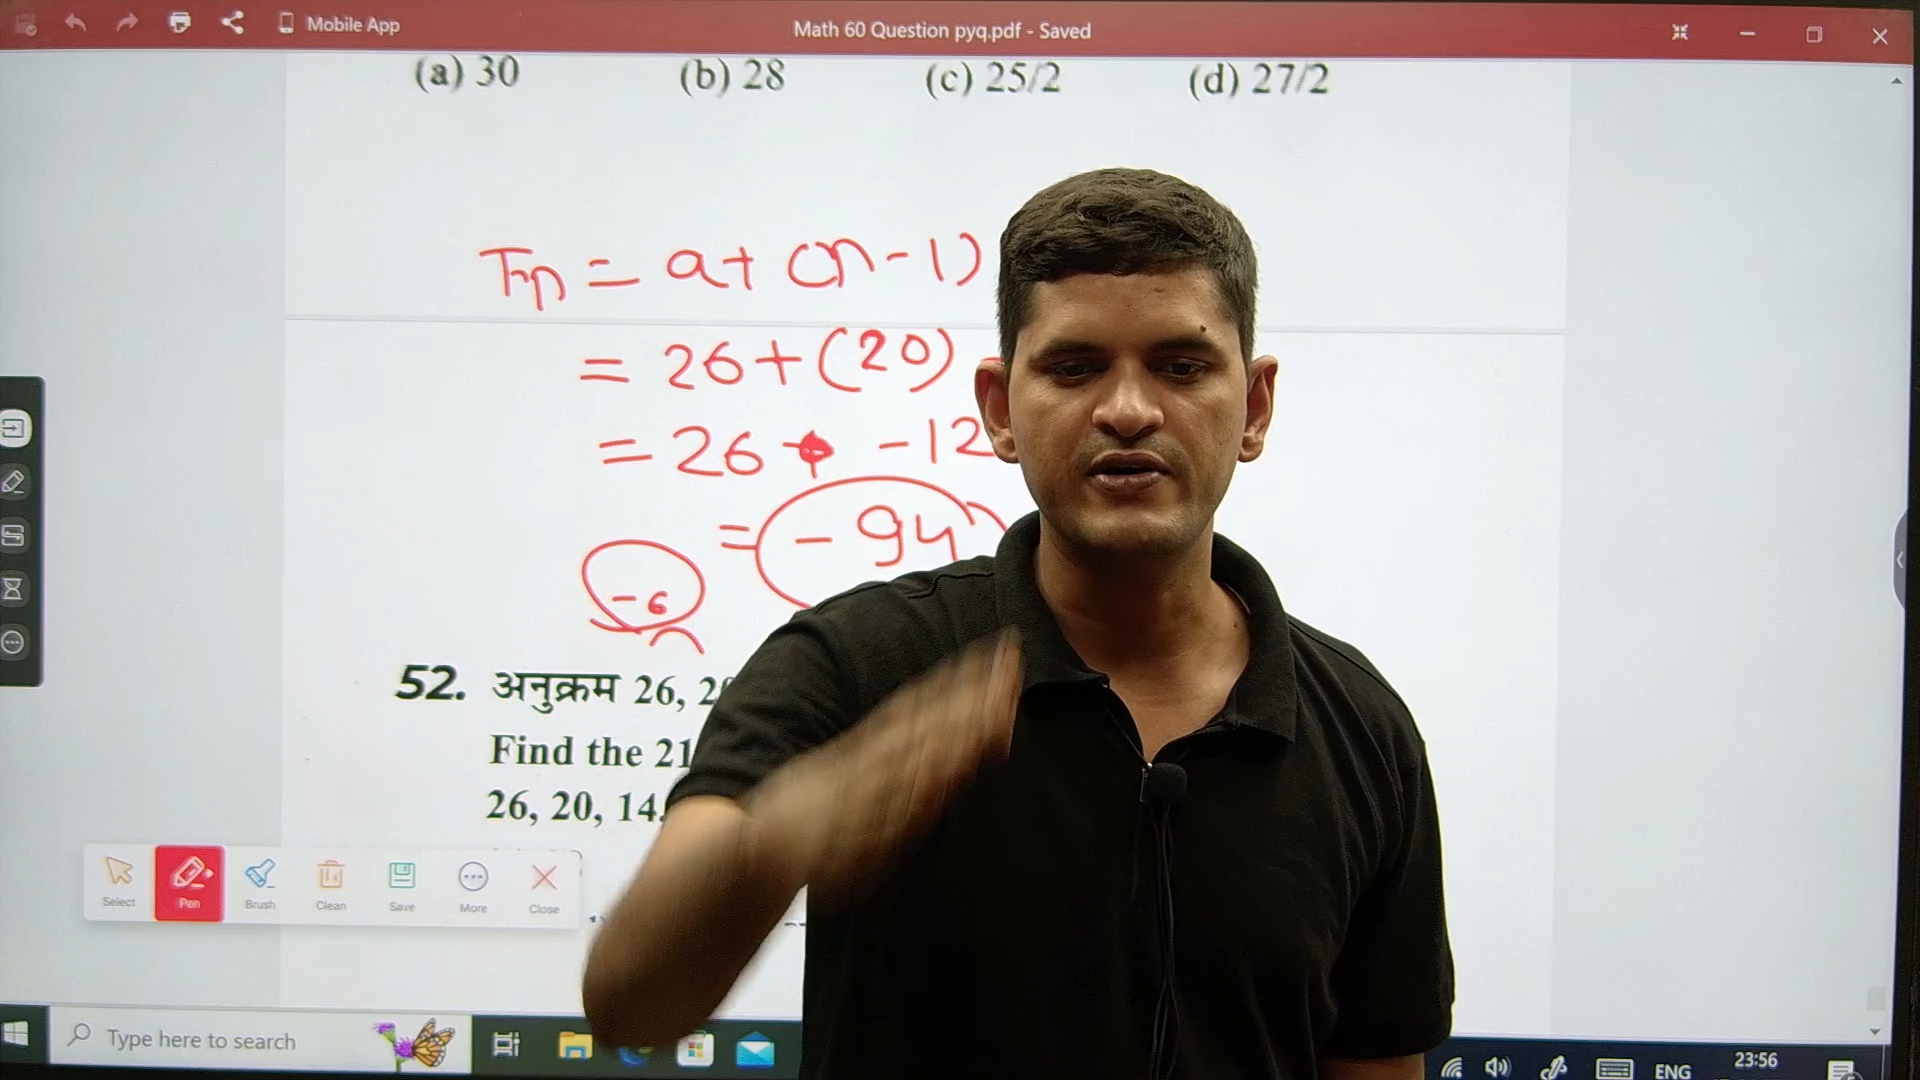 Mobile App
Math 60 Question pyq.pdf - Saved
(a) 30 (b) 28 (c) 25/2 (d) 27/2
Tn = a + (n - 1)
= 26 + (20) -
= 26 + -12
= - 94
- 6
52. अनुक्रम 26,
Find the 21
26, 20, 14
Select Pen Brush Clean Save More Close
Type here to search
ENG
23:56